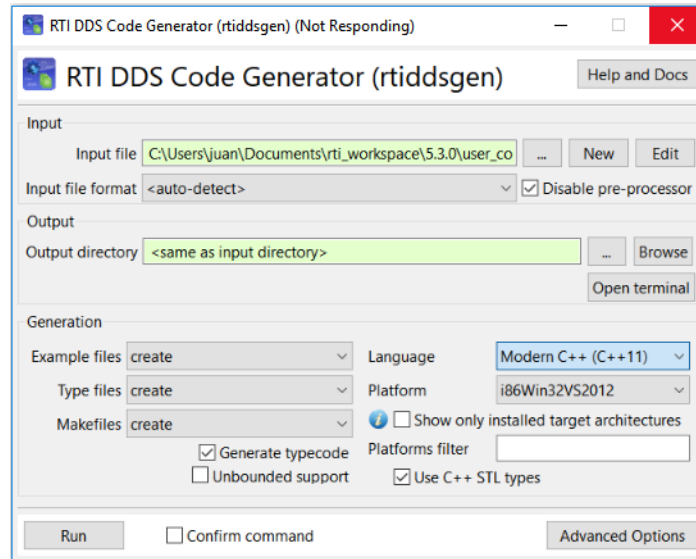 RTI DDS Code Generator (rtiddsgen) (Not Responding)
RTI DDS Code Generator (rtiddsgen) Help and Docs
Input
Input file C:\Users\juan\Documents\rti_workspace\5.3.0\user_co ... New Edit
Input file format <auto-detect> Disable pre-processor
Output
Output directory <same as input directory> ... Browse
Open terminal
Generation
Example files create Language Modern C++ (C++11)
Type files create Platform i86Win32VS2012
Makefiles create Show only installed target architectures
Generate typecode Platforms filter
Unbounded support Use C++ STL types
Run Confirm command Advanced Options